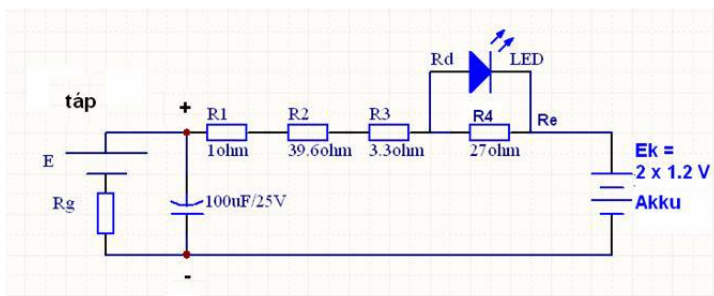 Rd
LED
táp
+
R1
R2
R3
R4
Re
E
1ohm
39.6ohm
3.3ohm
27ohm
Ek =
2 x 1.2 V
Rg
100uF/25V
Akku
-